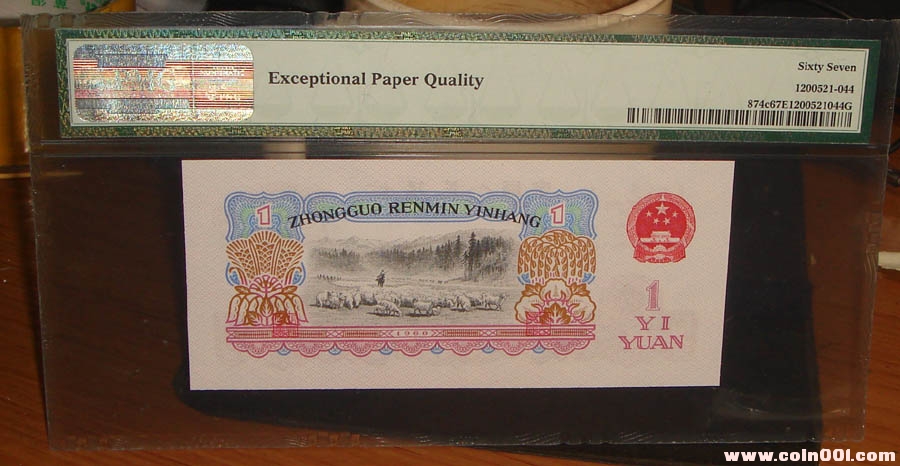 Exceptional Paper Quality
Sixty Seven
1200521-044
874c67E1200521044G
1
1
ZHONGGUO RENMIN YINHANG
1960
1
YI
YUAN
www.coln001.com